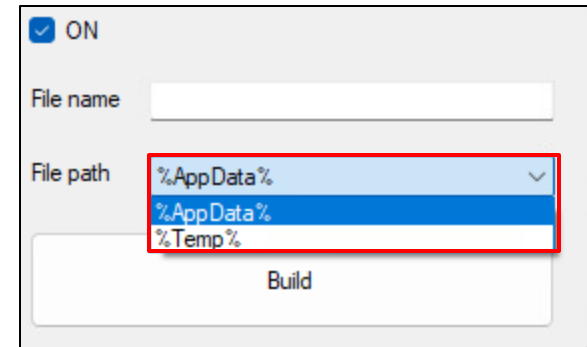 ON
File name
File path %AppData%
%AppData%
%Temp%
Build